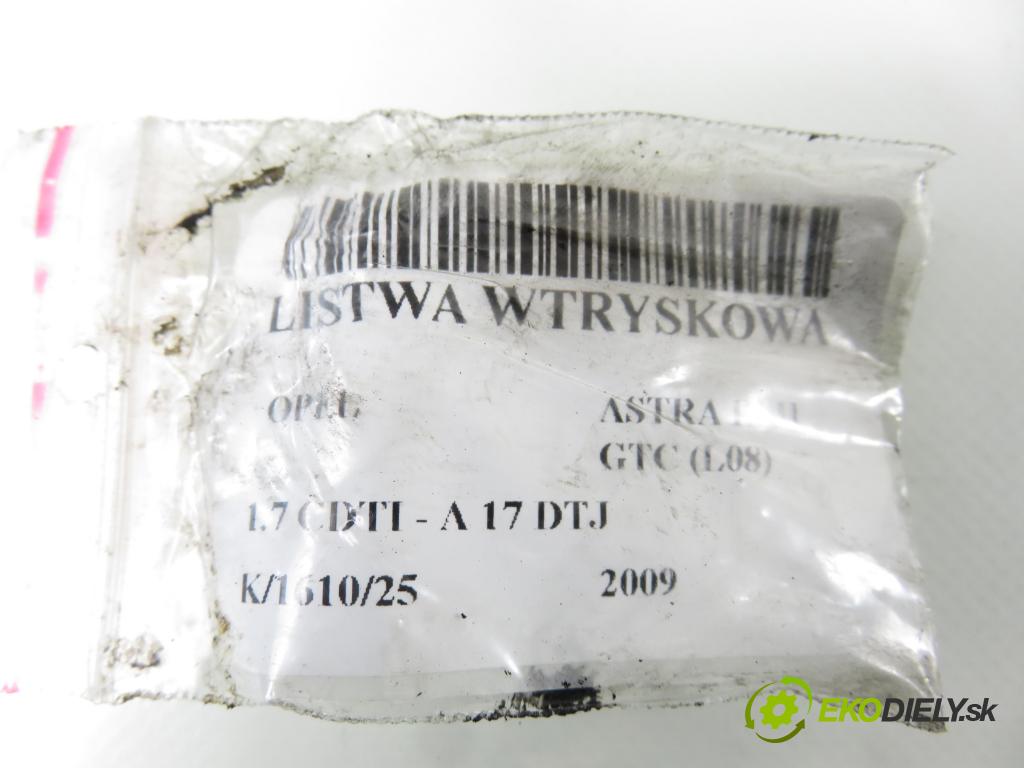 LISTWA WTRYSKOWA
OPEL ASTRA
GTC (L08)
1.7 CDTI - A 17 DTJ
K/1610/25 2009
EKODIELY.sk